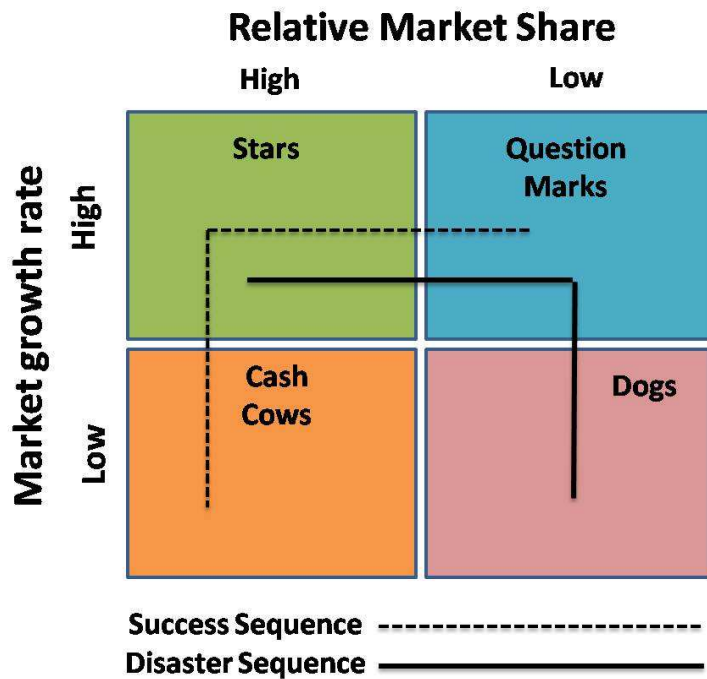 Relative Market Share
High Low
Stars
Question
Marks
Market growth rate
High
Low
Cash
Cows
Dogs
Success Sequence
Disaster Sequence